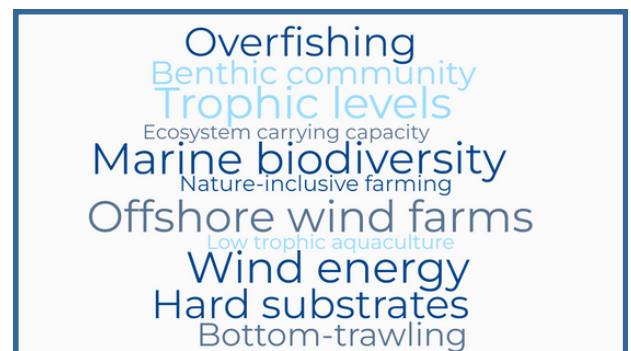 Overfishing
Benthic community
Trophic levels
Ecosystem carrying capacity
Marine biodiversity
Nature-inclusive farming
Offshore wind farms
Low trophic aquaculture
Wind energy
Hard substrates
Bottom-trawling